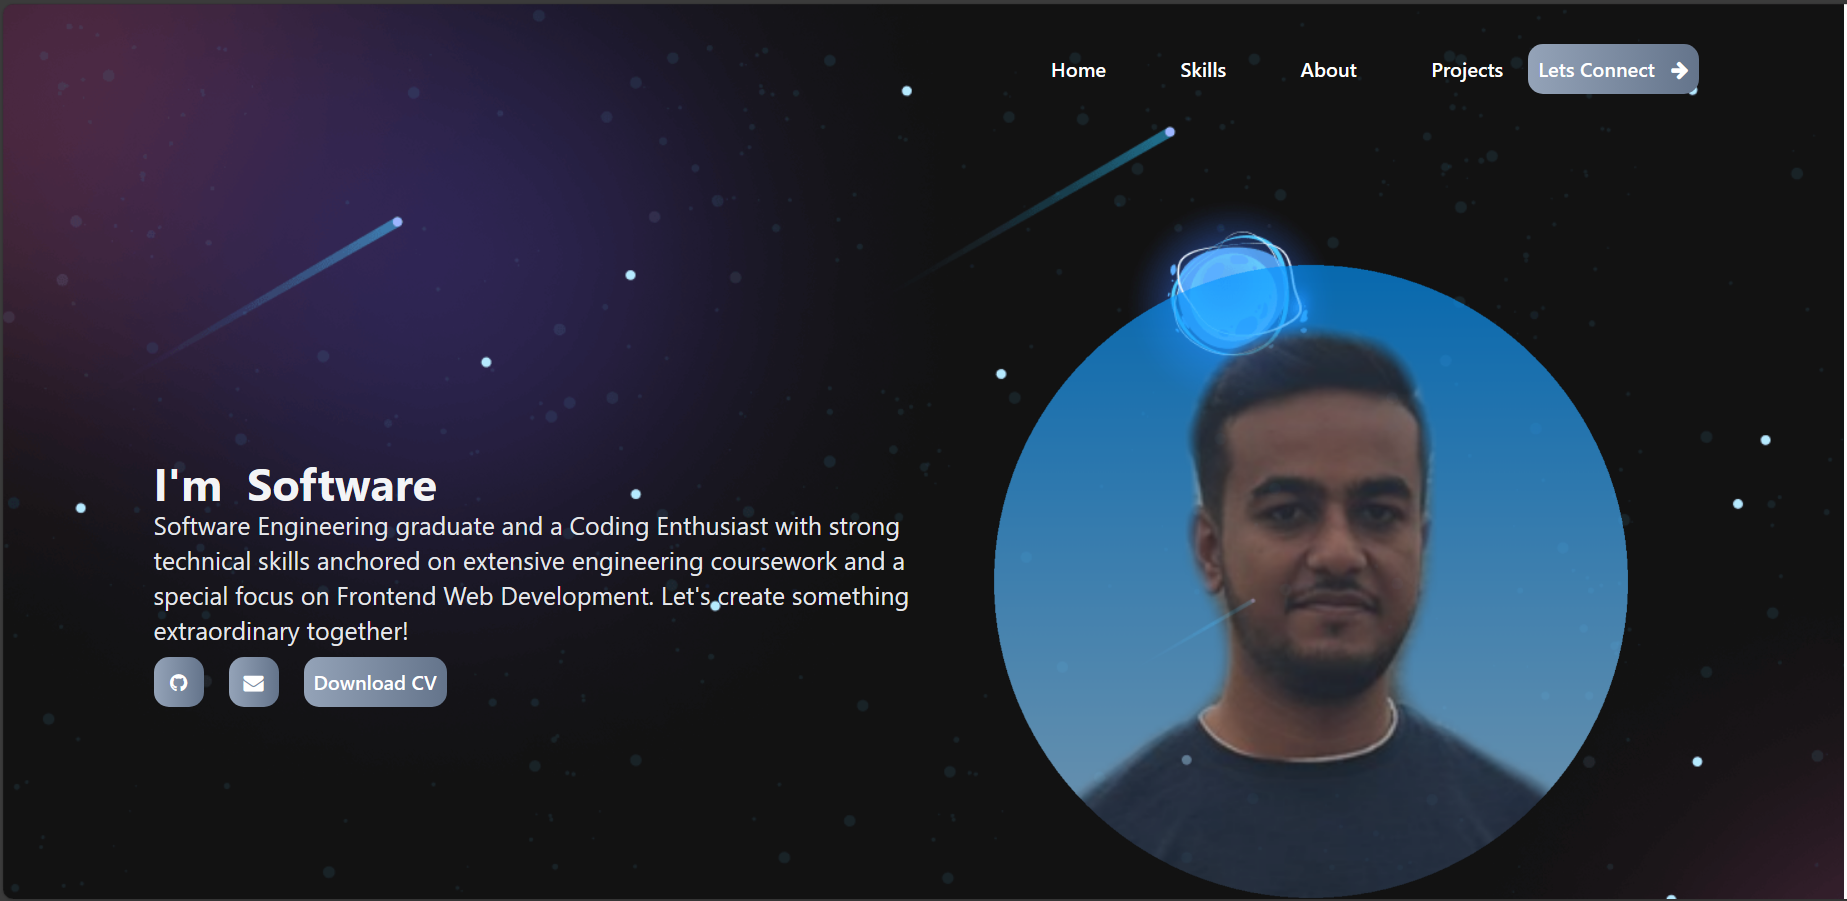 Home Skills About Projects Lets Connect
I'm Software
Software Engineering graduate and a Coding Enthusiast with strong
technical skills anchored on extensive engineering coursework and a
special focus on Frontend Web Development. Let's create something
extraordinary together!
Download CV